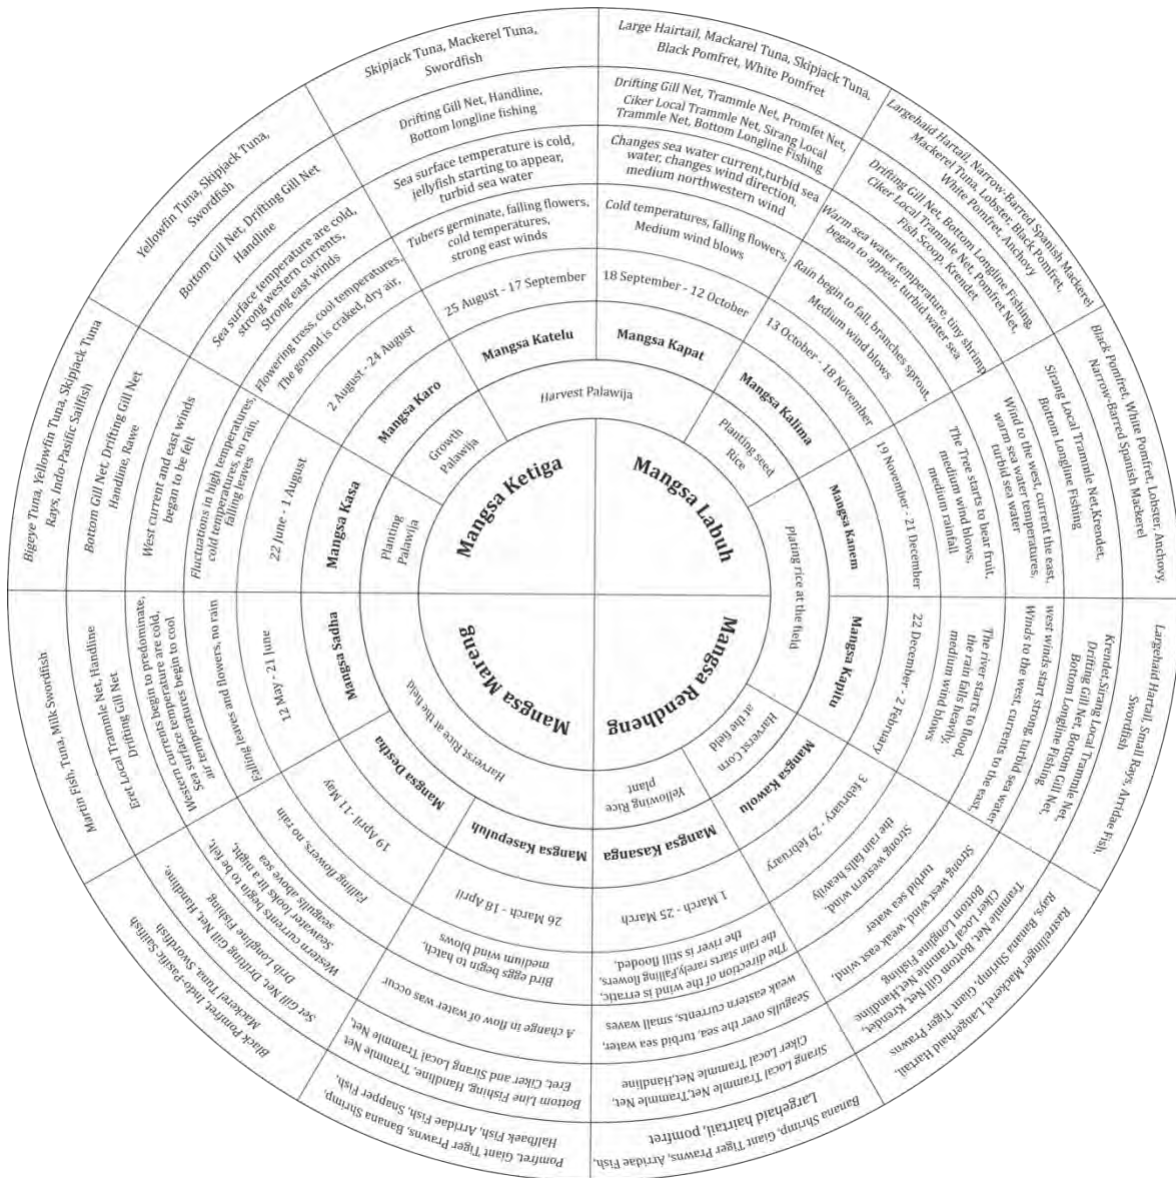 Mangsa Ketiga
Mangsa Labuh
Mangsa Rendheng
Mangsa Mareng
Planting
Palawija
Growth
Palawija
Harvest Palawija
Planting seed
Rice
Plating rice at the field
Harverst Corn
at the field
Yellowing Rice
plant
Harverst Rice at the field
Mangsa Kasa
22 June - 1 August
Fluctuations in high temperatures,
cold temperatures, no rain,
falling leaves
West current and east winds
began to be felt
Bottom Gill Net, Drifting Gill Net
Handline, Rawe
Bigeye Tuna, Yellowfin Tuna, Skipjack Tuna
Rays, Indo-Pasific Sailfish
Mangsa Karo
2 August - 24 August
Flowering tress, cool temperatures,
The gorund is craked, dry air,
Sea surface temperature are cold,
strong western currents,
Strong east winds
Bottom Gill Net, Drifting Gill Net
Handline
Yellowfin Tuna, Skipjack Tuna,
Swordfish
Mangsa Katelu
25 August - 17 September
Tubers germinate, falling flowers,
cold temperatures,
strong east winds
Sea surface temperature is cold,
jellyfish starting to appear,
turbid sea water
Drifting Gill Net, Handline,
Bottom longline fishing
Skipjack Tuna, Mackerel Tuna,
Swordfish
Mangsa Kapat
18 September - 12 October
Cold temperatures, falling flowers,
Medium wind blows
Changes sea water current,turbid sea
water, changes wind direction,
medium northwestern wind
Drifting Gill Net, Trammle Net, Promfet Net,
Ciker Local Trammle Net, Sirang Local
Trammle Net, Bottom Longline Fishing
Large Hairtail, Mackarel Tuna, Skipjack Tuna,
Black Pomfret, White Pomfret
Mangsa Kalima
13 October - 18 November
Rain begin to fall, branches sprout,
Medium wind blows
Warm sea water temperature, tiny shrimp
began to appear, turbid water sea
Drifting Gill Net, Bottom Longline Fishing,
Ciker Local Trammle Net, Pomfret Net,
Fish Scoop, Krendet
Largehaid Hartail, Narrow-Barred Spanish Mackerel
Mackerel Tuna, Lobster, Black Pomfret,
White Pomfret, Anchovy
Mangsa Kanem
19 November - 21 December
The Tree starts to bear fruit,
medium wind blows,
medium rainfall
Wind to the west, current the east,
warm sea water temperatures,
turbid sea water
Sirang Local Trammle Net,Krendet,
Bottom Longline Fishing
Black Pomfret, White Pomfret, Lobster, Anchovy,
Narrow-Barred Spanish Mackerel
Mangsa Kapitu
22 December - 2 February
The river starts to flood,
the rain falls heavily,
medium wind blows
Winds to the west, currents to the east,
west winds start strong, turbid sea water
Krendet,Sirang Local Trammle Net,
Drifting Gill Net, Bottom Gill Net,
Bottom Longline Fishing
Largehaid Hartail, Small Rays, Arridae Fish,
Swordfish
Mangsa Kawolu
3 february - 29 february
Strong western wind,
the rain falls heavily
Strong west wind, weak east wind,
turbid sea water
Trammle Net, Bottom Gill Net, Krendet,
Ciker Local Trammle Net,Handline
Bottom Longline Fishing
Rastrellinger Mackerel, Langerhaid Hartail,
Rays, Banana Shrimp, Giant Tiger Prawns
Mangsa Kasanga
1 March - 25 March
The direction of the wind is erratic,
the rain starts rarely,Falling flowers,
the river is still flooded,
Seagulls over the sea, turbid sea water,
weak eastern currents, small waves
Strang Local Trammle Net,Trammle Net,
Ciker Local Trammle Net,Handline
Banana Shrimp, Giant Tiger Prawns, Arridae Fish,
Largehaid hairtail, pomfret
Mangsa Kasepuluh
26 March - 18 April
Bird eggs begin to hatch,
medium wind blows
A change in flow of water was occur
Bottom Line Fishing, Handline, Trammle Net
Eret, Ciker and Sirang Local Trammle Net,
Pomfret, Giant Tiger Prawns, Banana Shrimp,
Halfbaek Fish, Arridae Fish, Snapper Fish,
Mangsa Destha
19 April -11 May
Falling flowers, no rain
Western currents begin to be felt,
Seawater looks lit a night,
seagulls above sea
Set Gill Net, Drifting Gill Net, Handline,
Drib Longline Fishing
Black Pomfret, Indo-Pacific Sailfish
Mackerel Tuna, Swordfish
Mangsa Sadha
12 May - 21 June
Falling leaves and flowers, no rain
Western currents begin to predominate,
Sea surface temperature are cold,
air temperatures begin to cool
Eret Local Trammle Net, Handline
Drifting Gill Net
Martin Fish, Tuna, Milk Swordfish